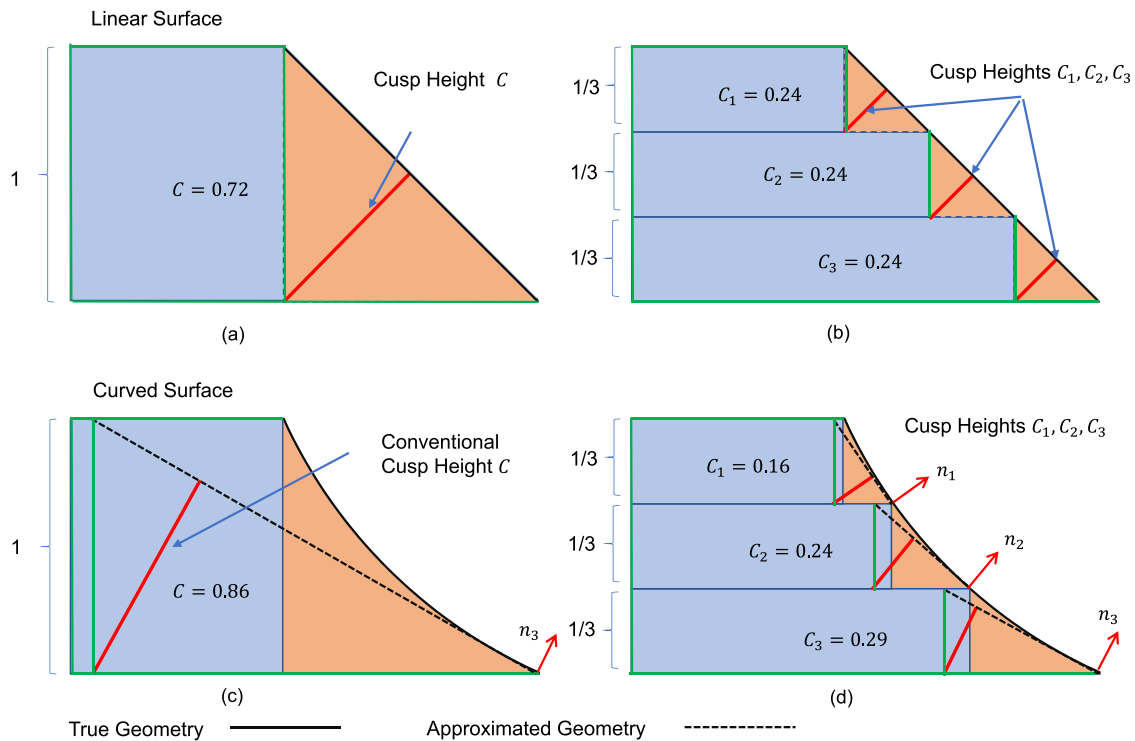 Linear Surface
Cusp Height C
1
C = 0.72
(a)
Cusp Heights C₁, C₂, C₃
1/3
C₁ = 0.24
1/3
C₂ = 0.24
1/3
C₃ = 0.24
(b)
Curved Surface
Conventional
Cusp Height C
1
C = 0.86
n₃
(c)
Cusp Heights C₁, C₂, C₃
1/3
C₁ = 0.16
n₁
1/3
C₂ = 0.24
n₂
1/3
C₃ = 0.29
n₃
(d)
True Geometry
Approximated Geometry